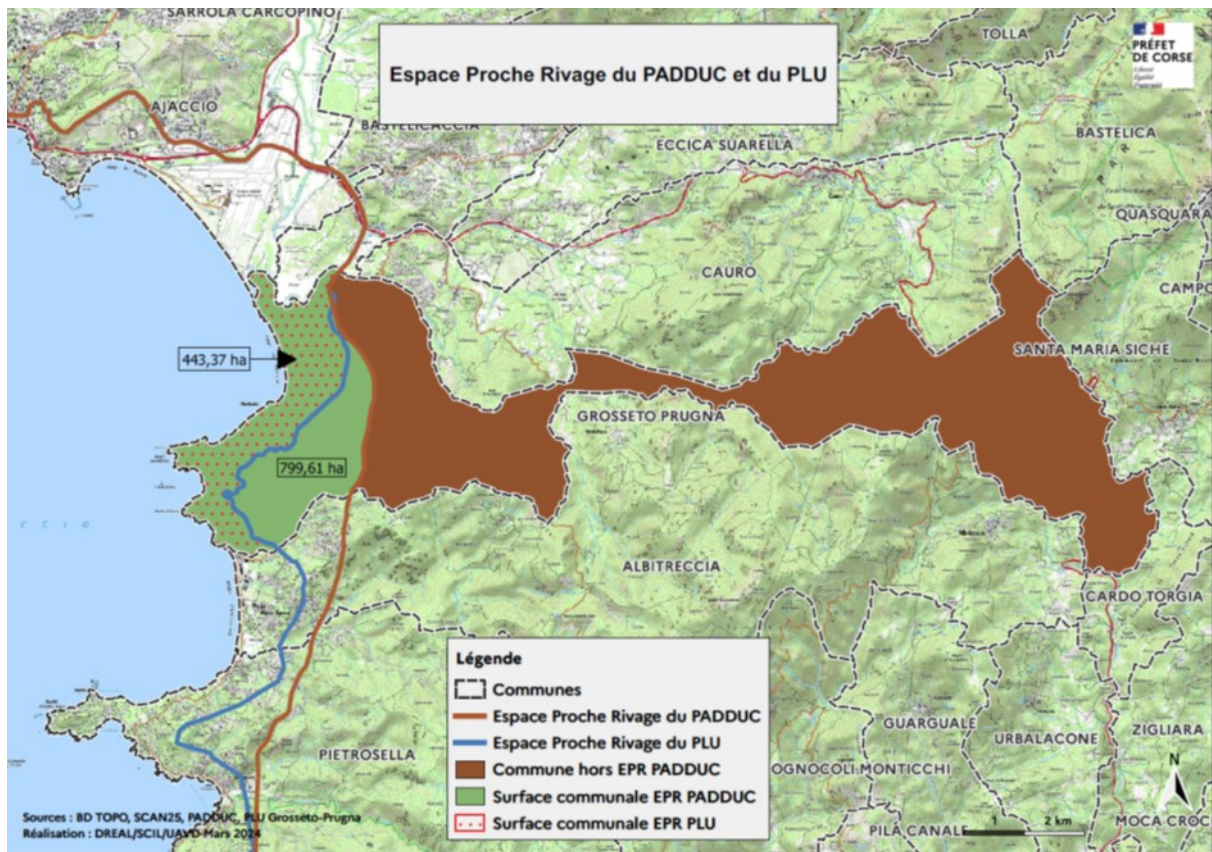 SARROLA CARCOPINO
TOLLA
Espace Proche Rivage du PADDUC et du PLU
PRÉFET
DE CORSE
Liberté
Égalité
Fraternité
AJACCIO
BASTELICACCIA
ECCICA SUARELLA
BASTELICA
QUASQUARA
CAURO
CAMPO
443,37 ha
SANTA MARIA SICHE
GROSSETO PRUGNA
799,61 ha
ALBITRECCIA
CARDO TORGIA
Légende
Communes
Espace Proche Rivage du PADDUC
Espace Proche Rivage du PLU
Commune hors EPR PADDUC
Surface communale EPR PADDUC
Surface communale EPR PLU
PIETROSELLA
GUARGUALE
URBALACONE
ZIGLIARA
OGNOCOLI MONTICCHI
N
Sources : BD TOPO, SCAN25, PADDUC, PLU Grosseto-Prugna
Réalisation : DREAL/SCIL/UAVD-Mars 2024
PILA CANALE
1 2 km
MOCA CROC